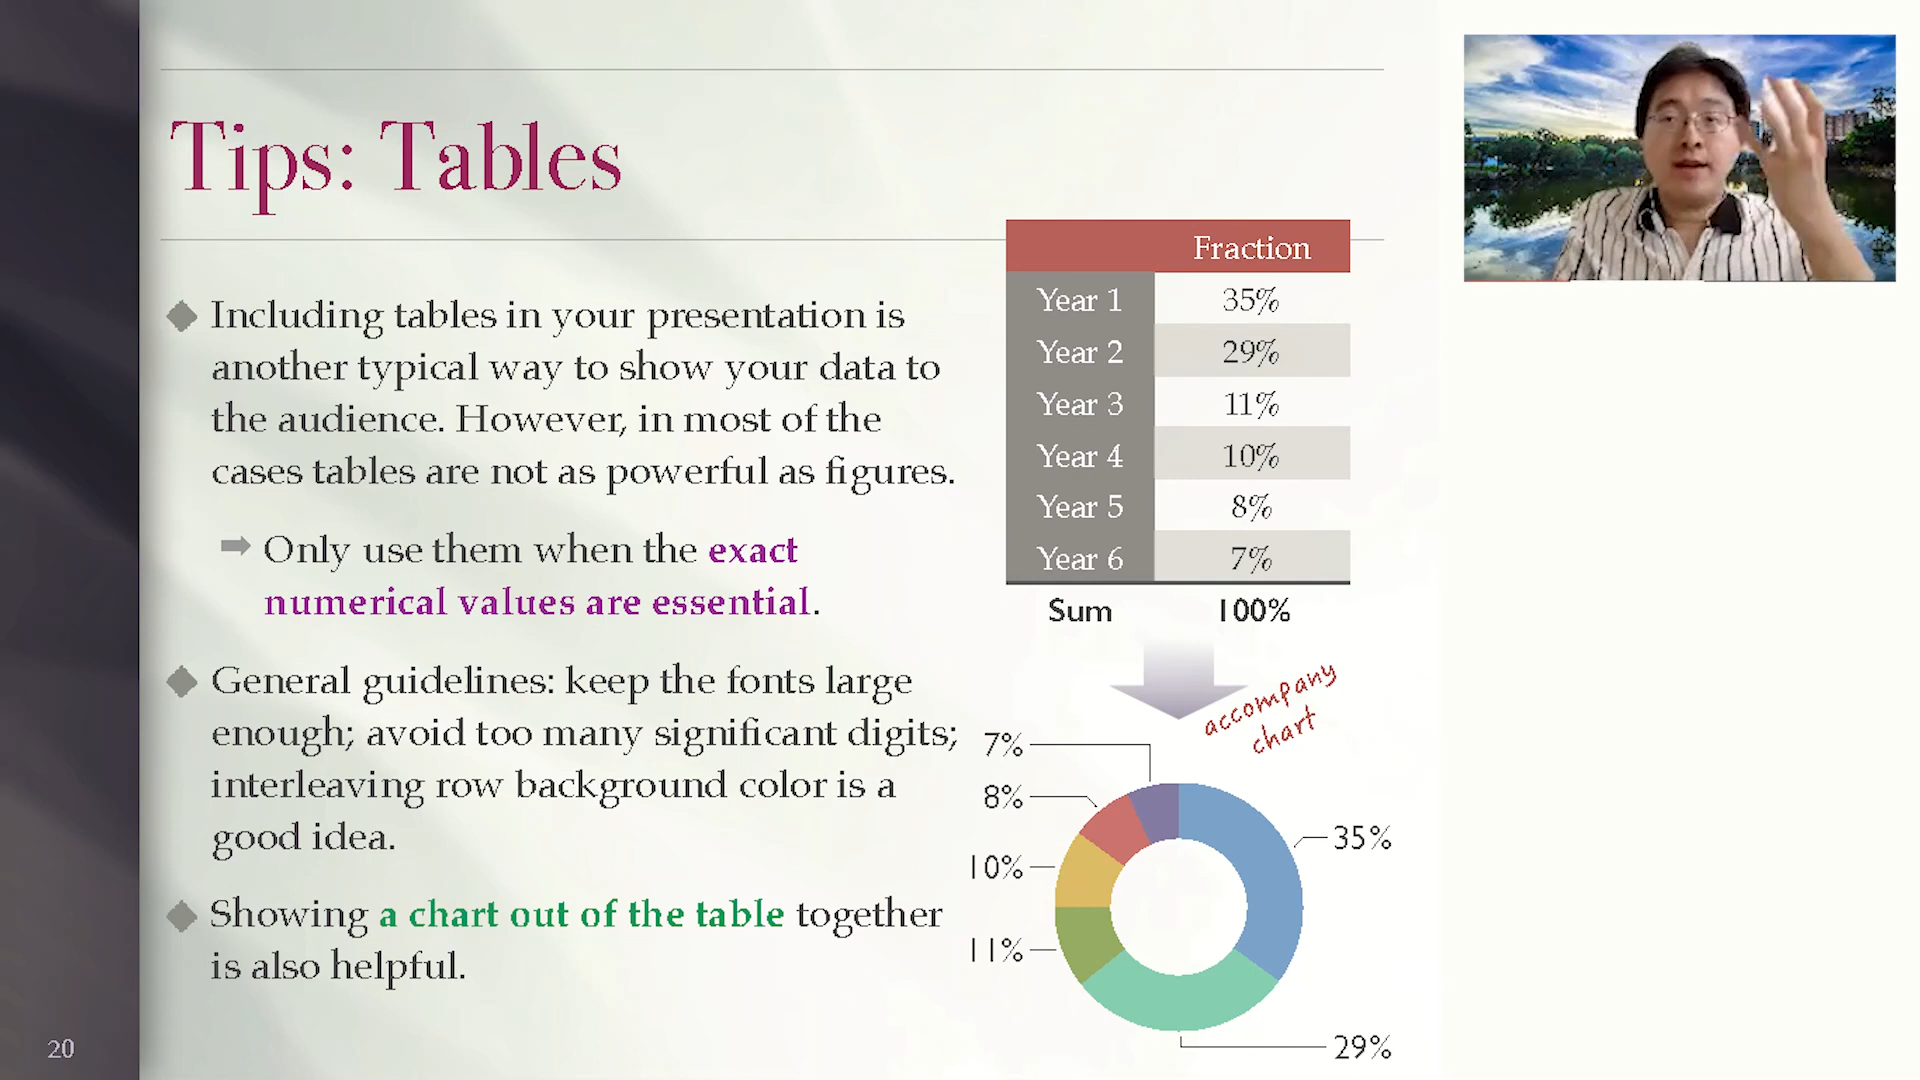 Tips: Tables
Including tables in your presentation is
another typical way to show your data to
the audience. However, in most of the
cases tables are not as powerful as figures.
Only use them when the exact
numerical values are essential.
General guidelines: keep the fonts large
enough; avoid too many significant digits;
interleaving row background color is a
good idea.
Showing a chart out of the table together
is also helpful.
Fraction
Year 1 35%
Year 2 29%
Year 3 11%
Year 4 10%
Year 5 8%
Year 6 7%
Sum 100%
accompany
chart
7%
8%
35%
10%
11%
29%
20